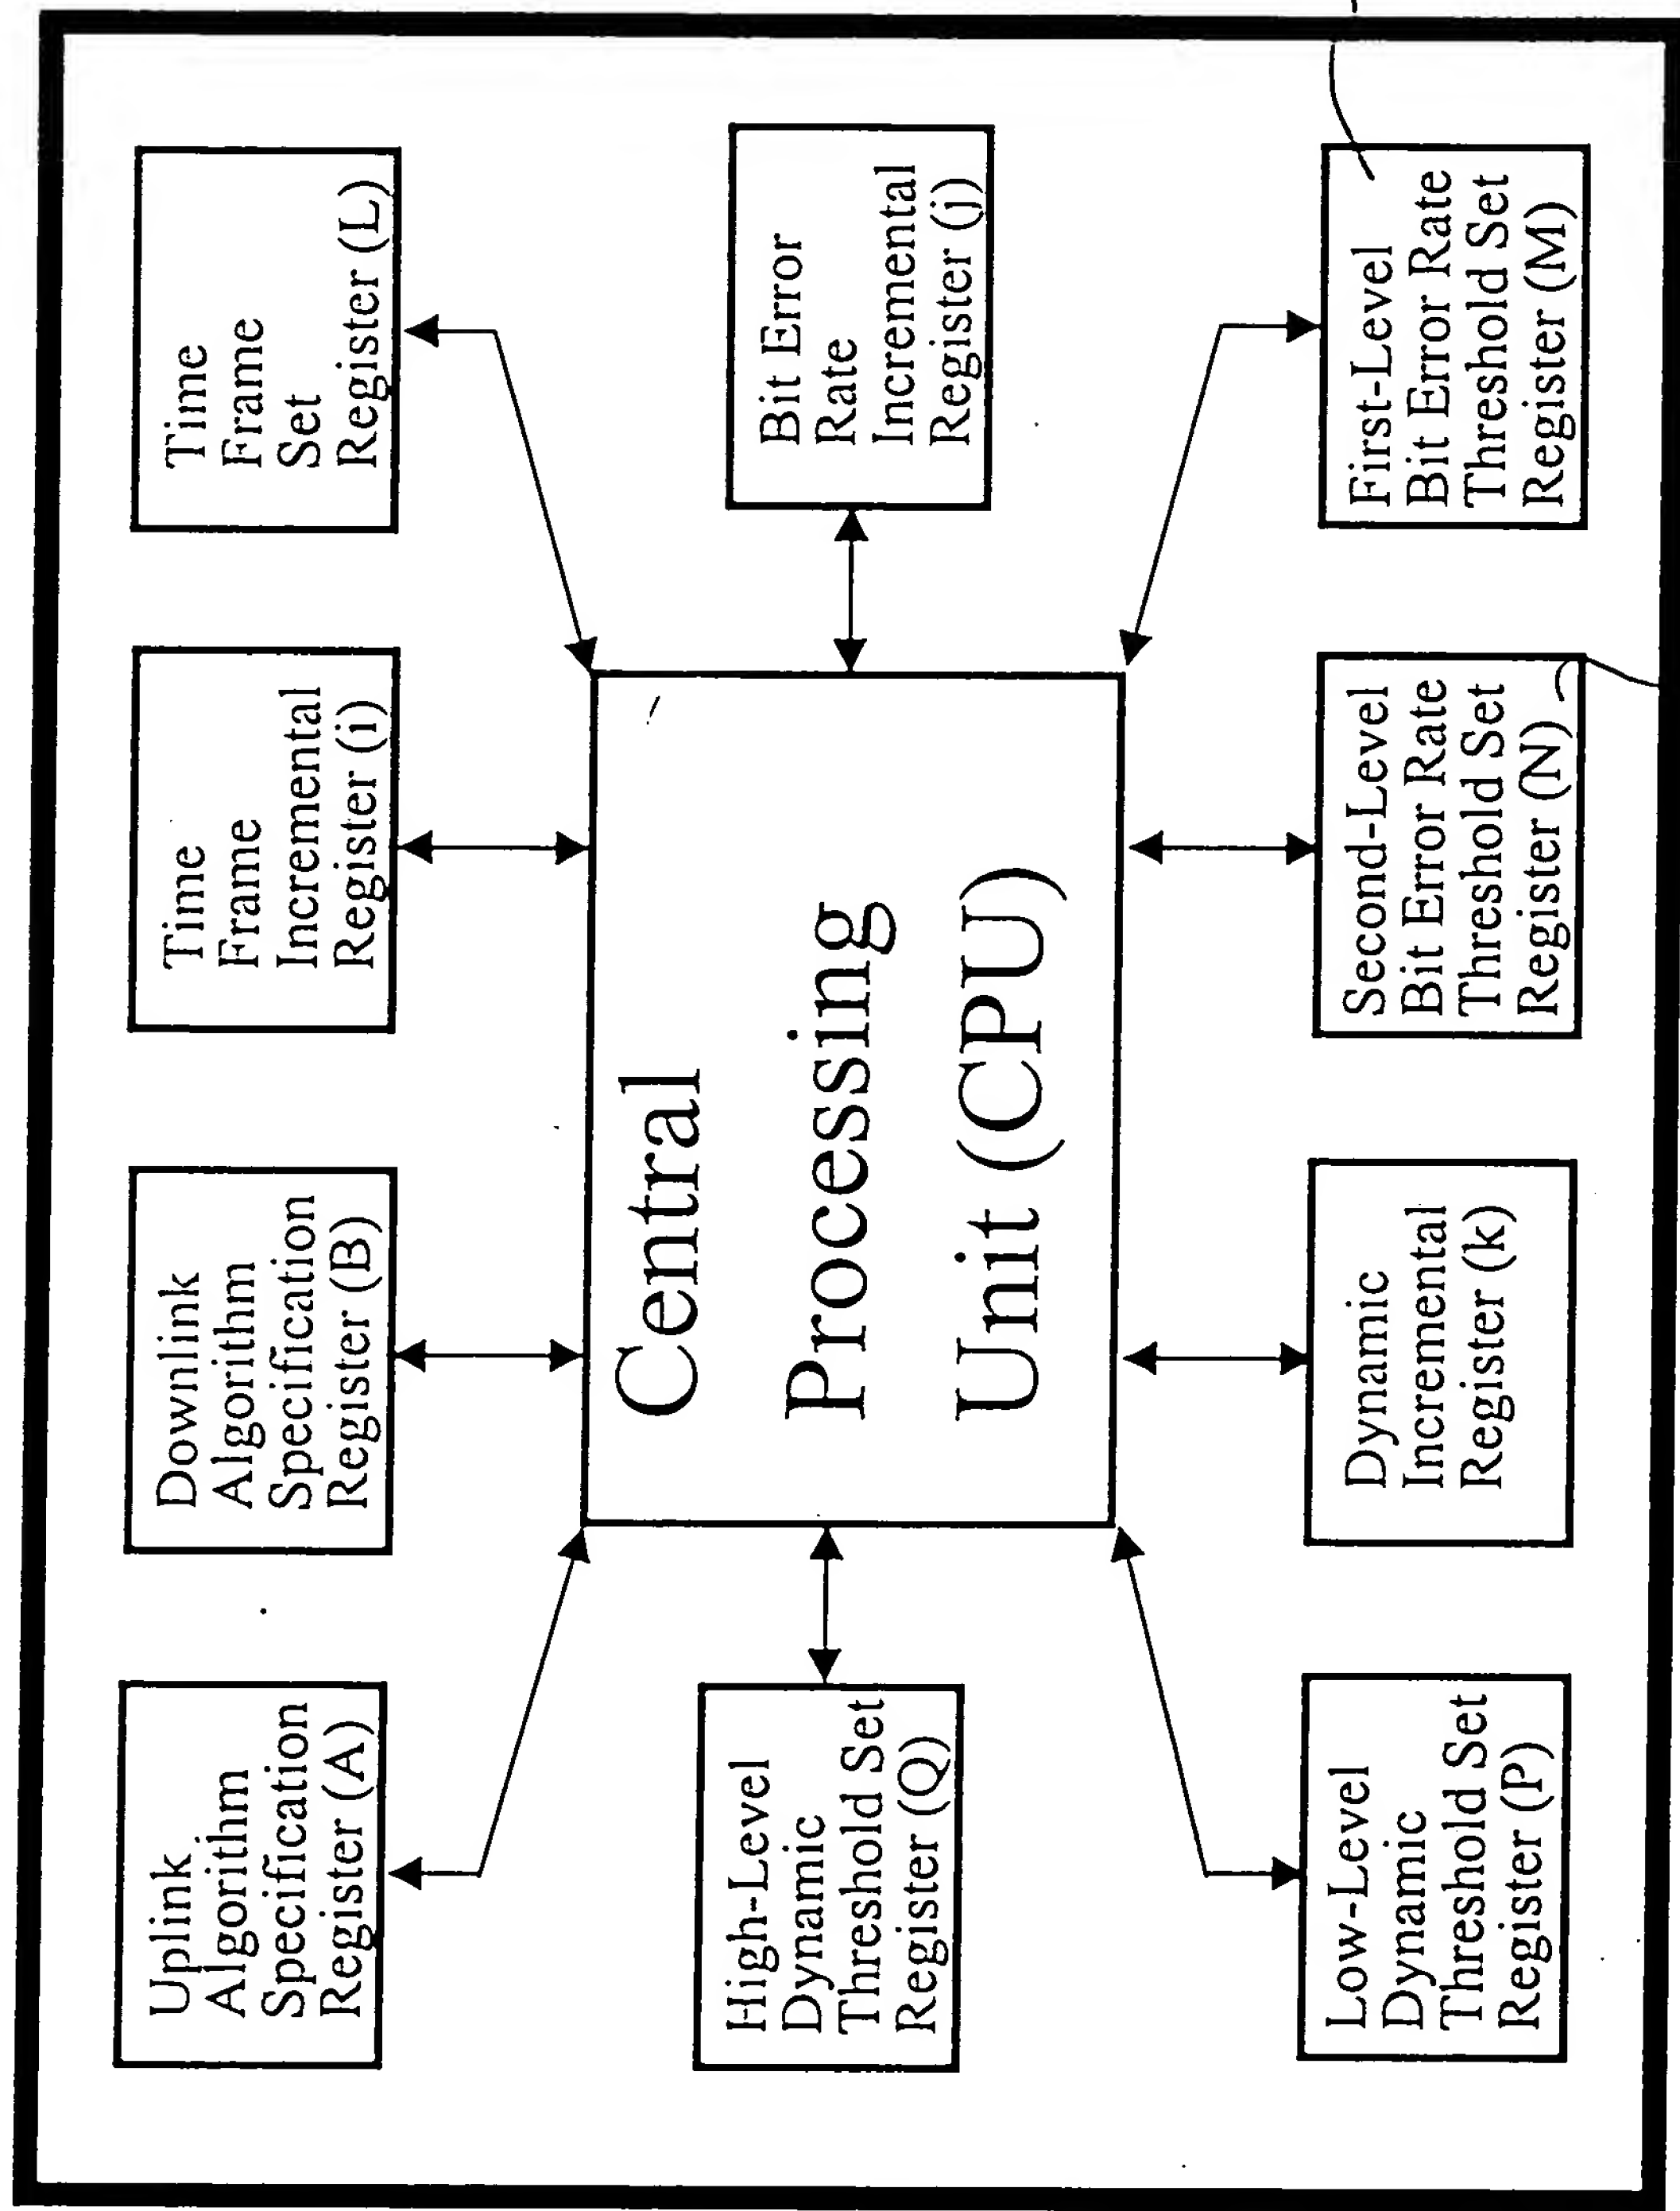 Uplink
Algorithm
Specification
Register (A)
Downlink
Algorithm
Specification
Register (B)
Time
Frame
Incremental
Register (i)
Time
Frame
Set
Register (L)
High-Level
Dynamic
Threshold Set
Register (Q)
Central
Processing
Unit (CPU)
Bit Error
Rate
Incremental
Register (j)
Low-Level
Dynamic
Threshold Set
Register (P)
Dynamic
Incremental
Register (k)
Second-Level
Bit Error Rate
Threshold Set
Register (N)
First-Level
Bit Error Rate
Threshold Set
Register (M)